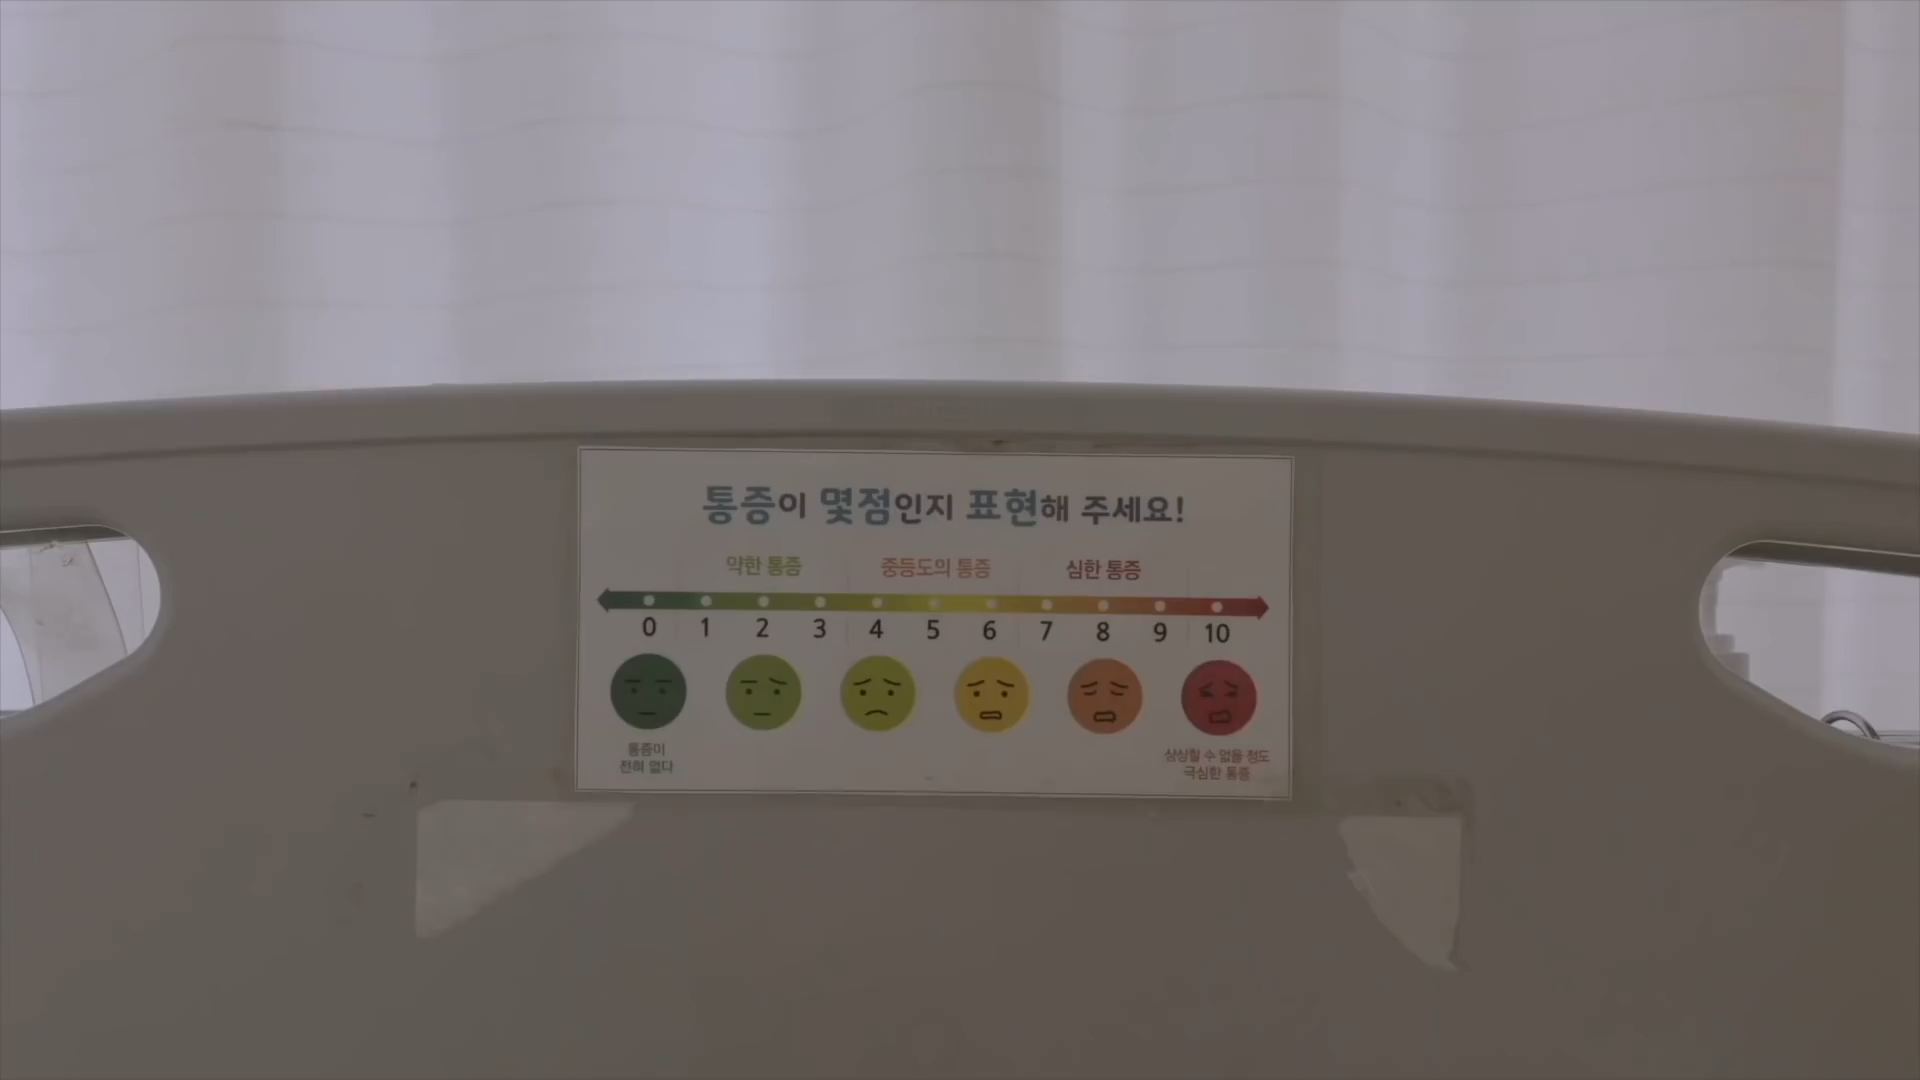 통증이 몇점인지 표현해 주세요!
약한 통증 중등도의 통증 심한 통증
0 1 2 3 4 5 6 7 8 9 10
통증이
전혀 없다
상상할 수 없을 정도
극심한 통증